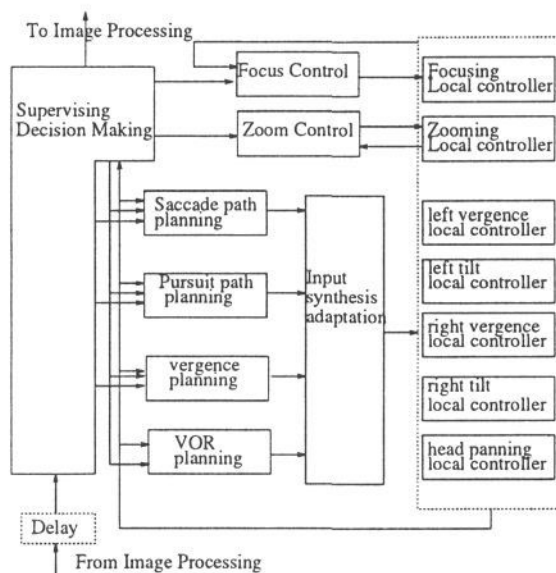 To Image Processing
Supervising
Decision Making
Focus Control
Focusing
Local controller
Zoom Control
Zooming
Local controller
Saccade path
planning
Pursuit path
planning
vergence
planning
VOR
planning
Input
synthesis
adaptation
left vergence
local controller
left tilt
local controller
right vergence
local controller
right tilt
local controller
head panning
local controller
Delay
From Image Processing